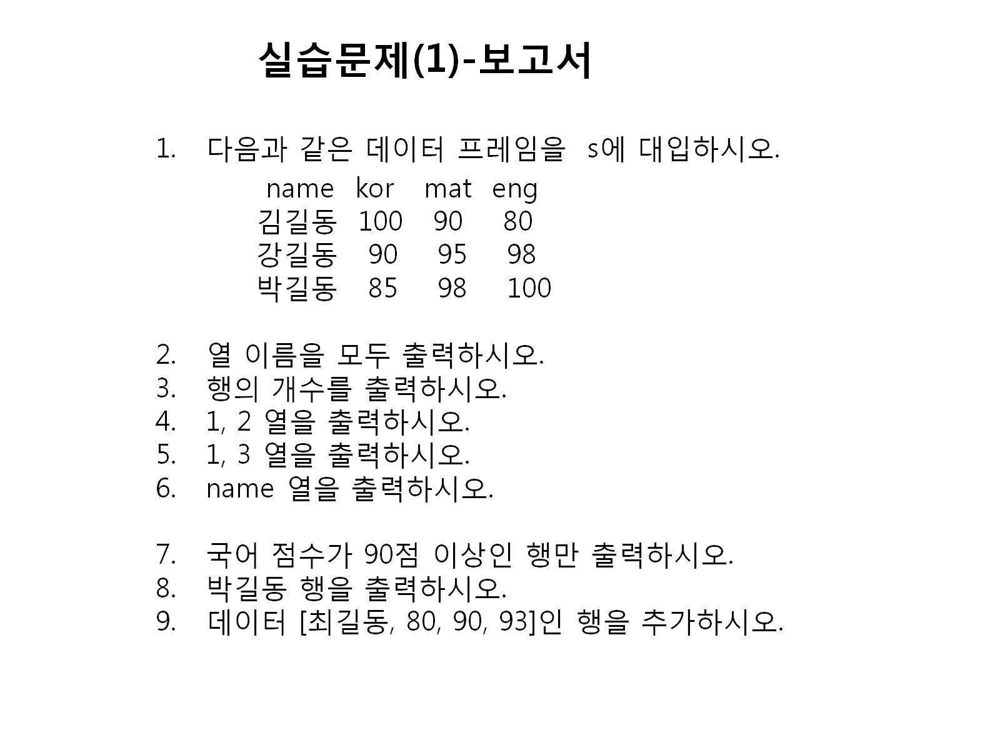 실습문제(1)-보고서
1. 다음과 같은 데이터 프레임을 s에 대입하시오.
name kor mat eng
김길동 100 90 80
강길동 90 95 98
박길동 85 98 100
2. 열 이름을 모두 출력하시오.
3. 행의 개수를 출력하시오.
4. 1, 2 열을 출력하시오.
5. 1, 3 열을 출력하시오.
6. name 열을 출력하시오.
7. 국어 점수가 90점 이상인 행만 출력하시오.
8. 박길동 행을 출력하시오.
9. 데이터 [최길동, 80, 90, 93]인 행을 추가하시오.